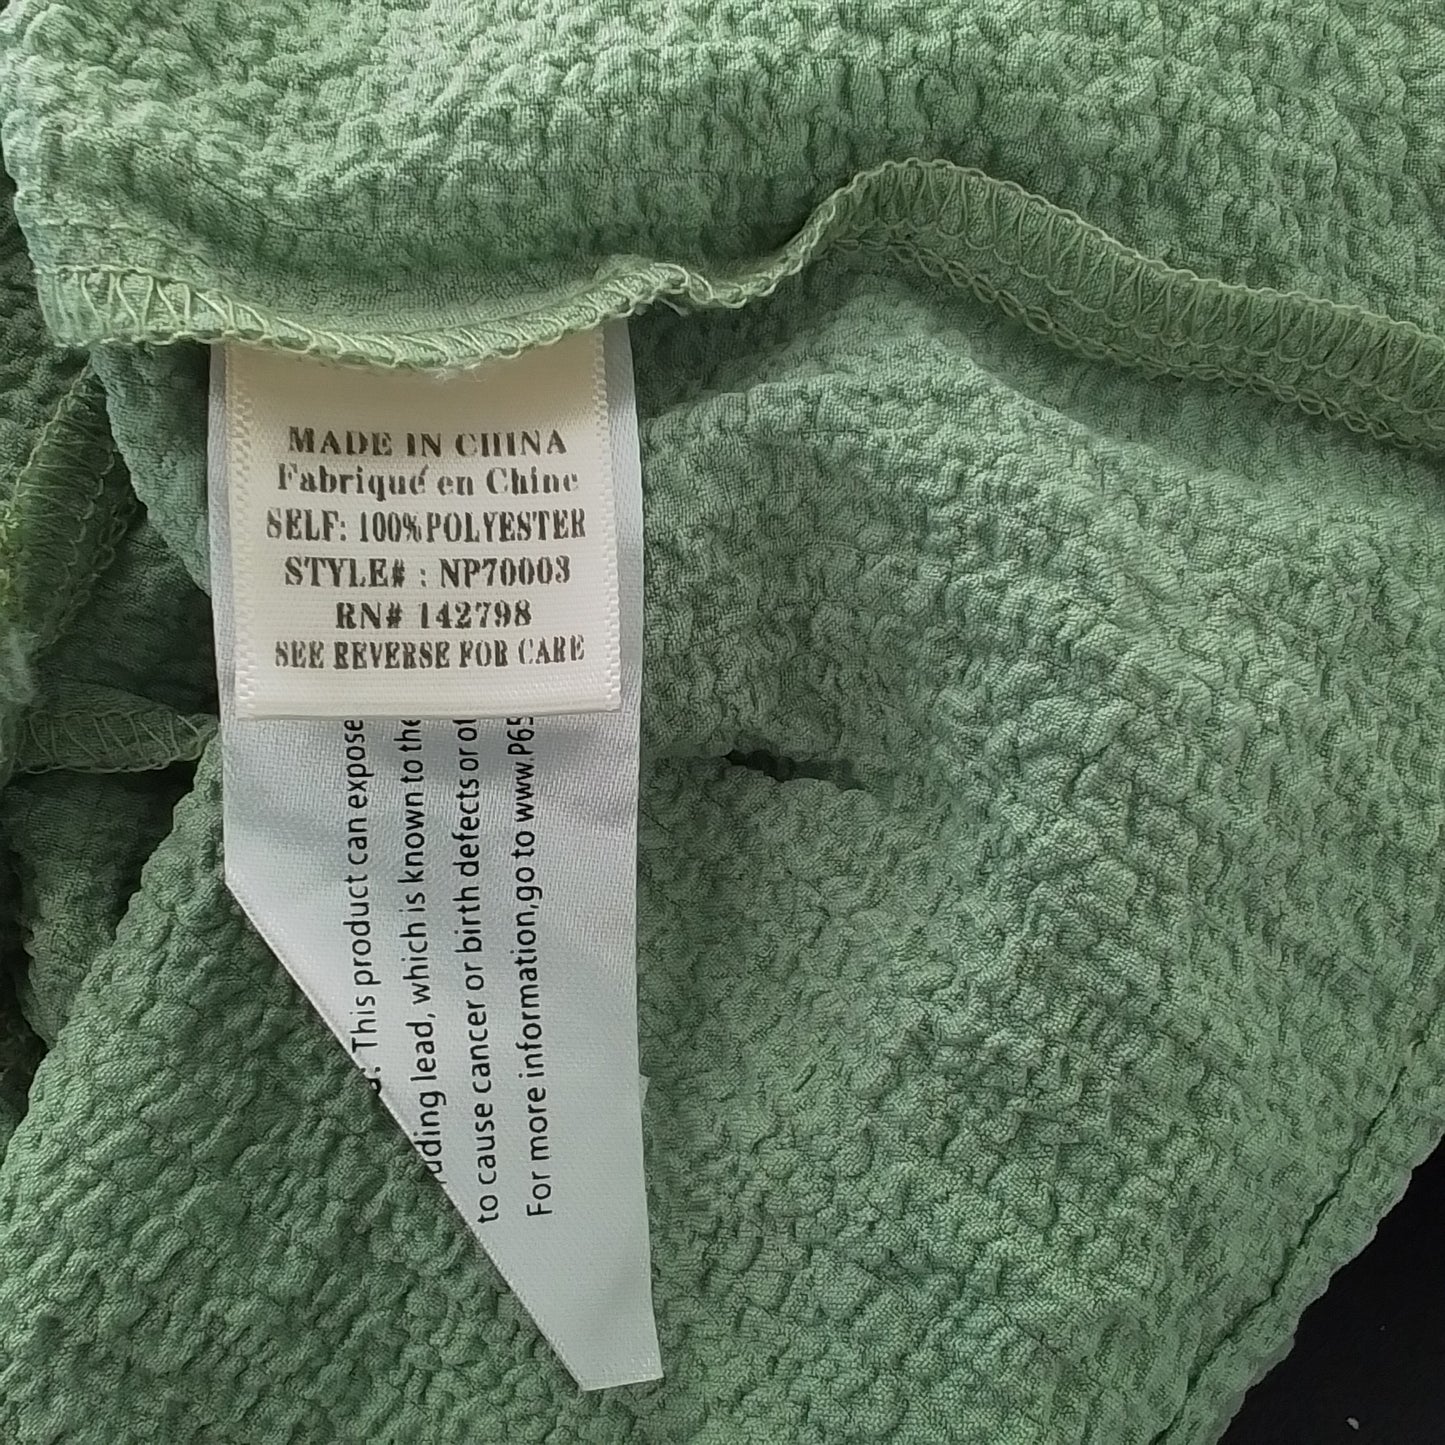 MADE IN CHINA
Fabriqué en Chine
SELF: 100%POLYESTER
STYLE# : NP70003
RN# 142798
SEE REVERSE FOR CARE
This product can expose
uding lead, which is known to the
to cause cancer or birth defects or ot
For more information,go to www.P65